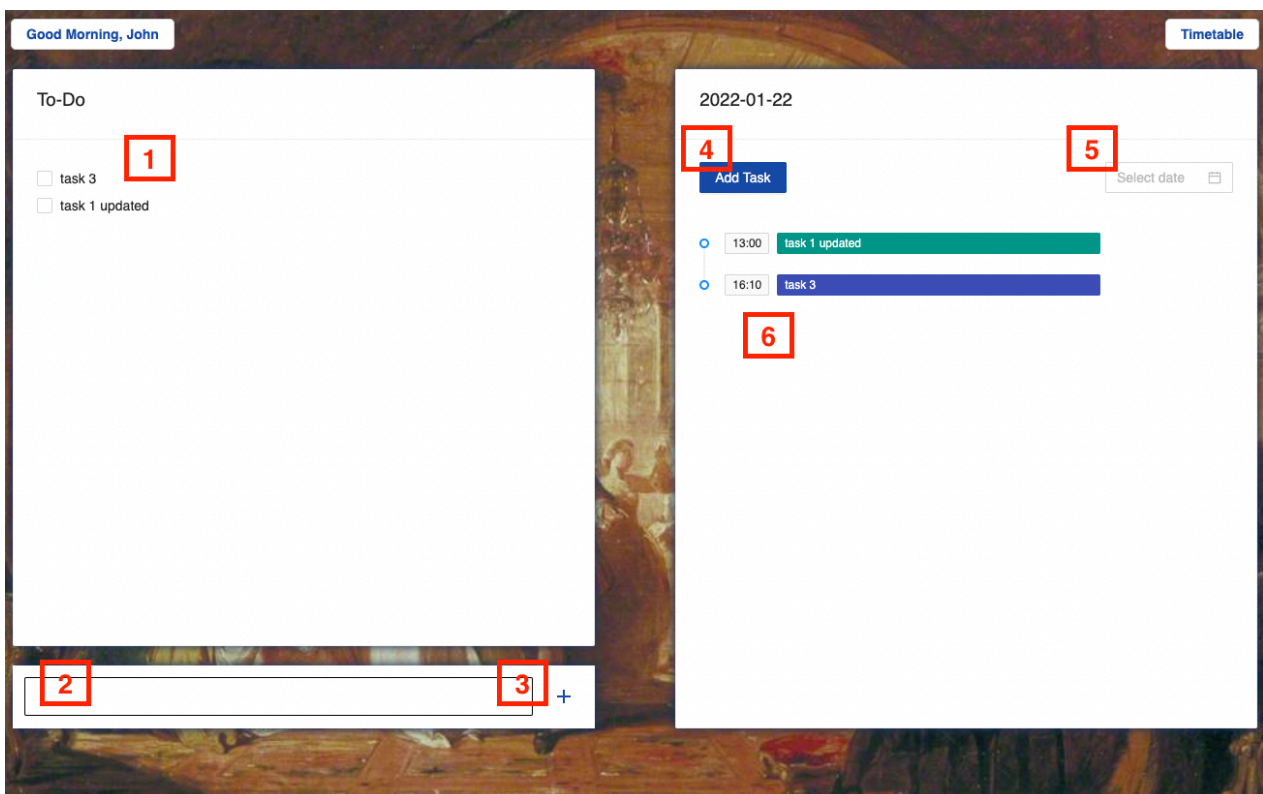 Good Morning, John
Timetable
To-Do
1
task 3
task 1 updated
2
3
+
2022-01-22
4
5
Add Task
Select date
13:00 task 1 updated
16:10 task 3
6